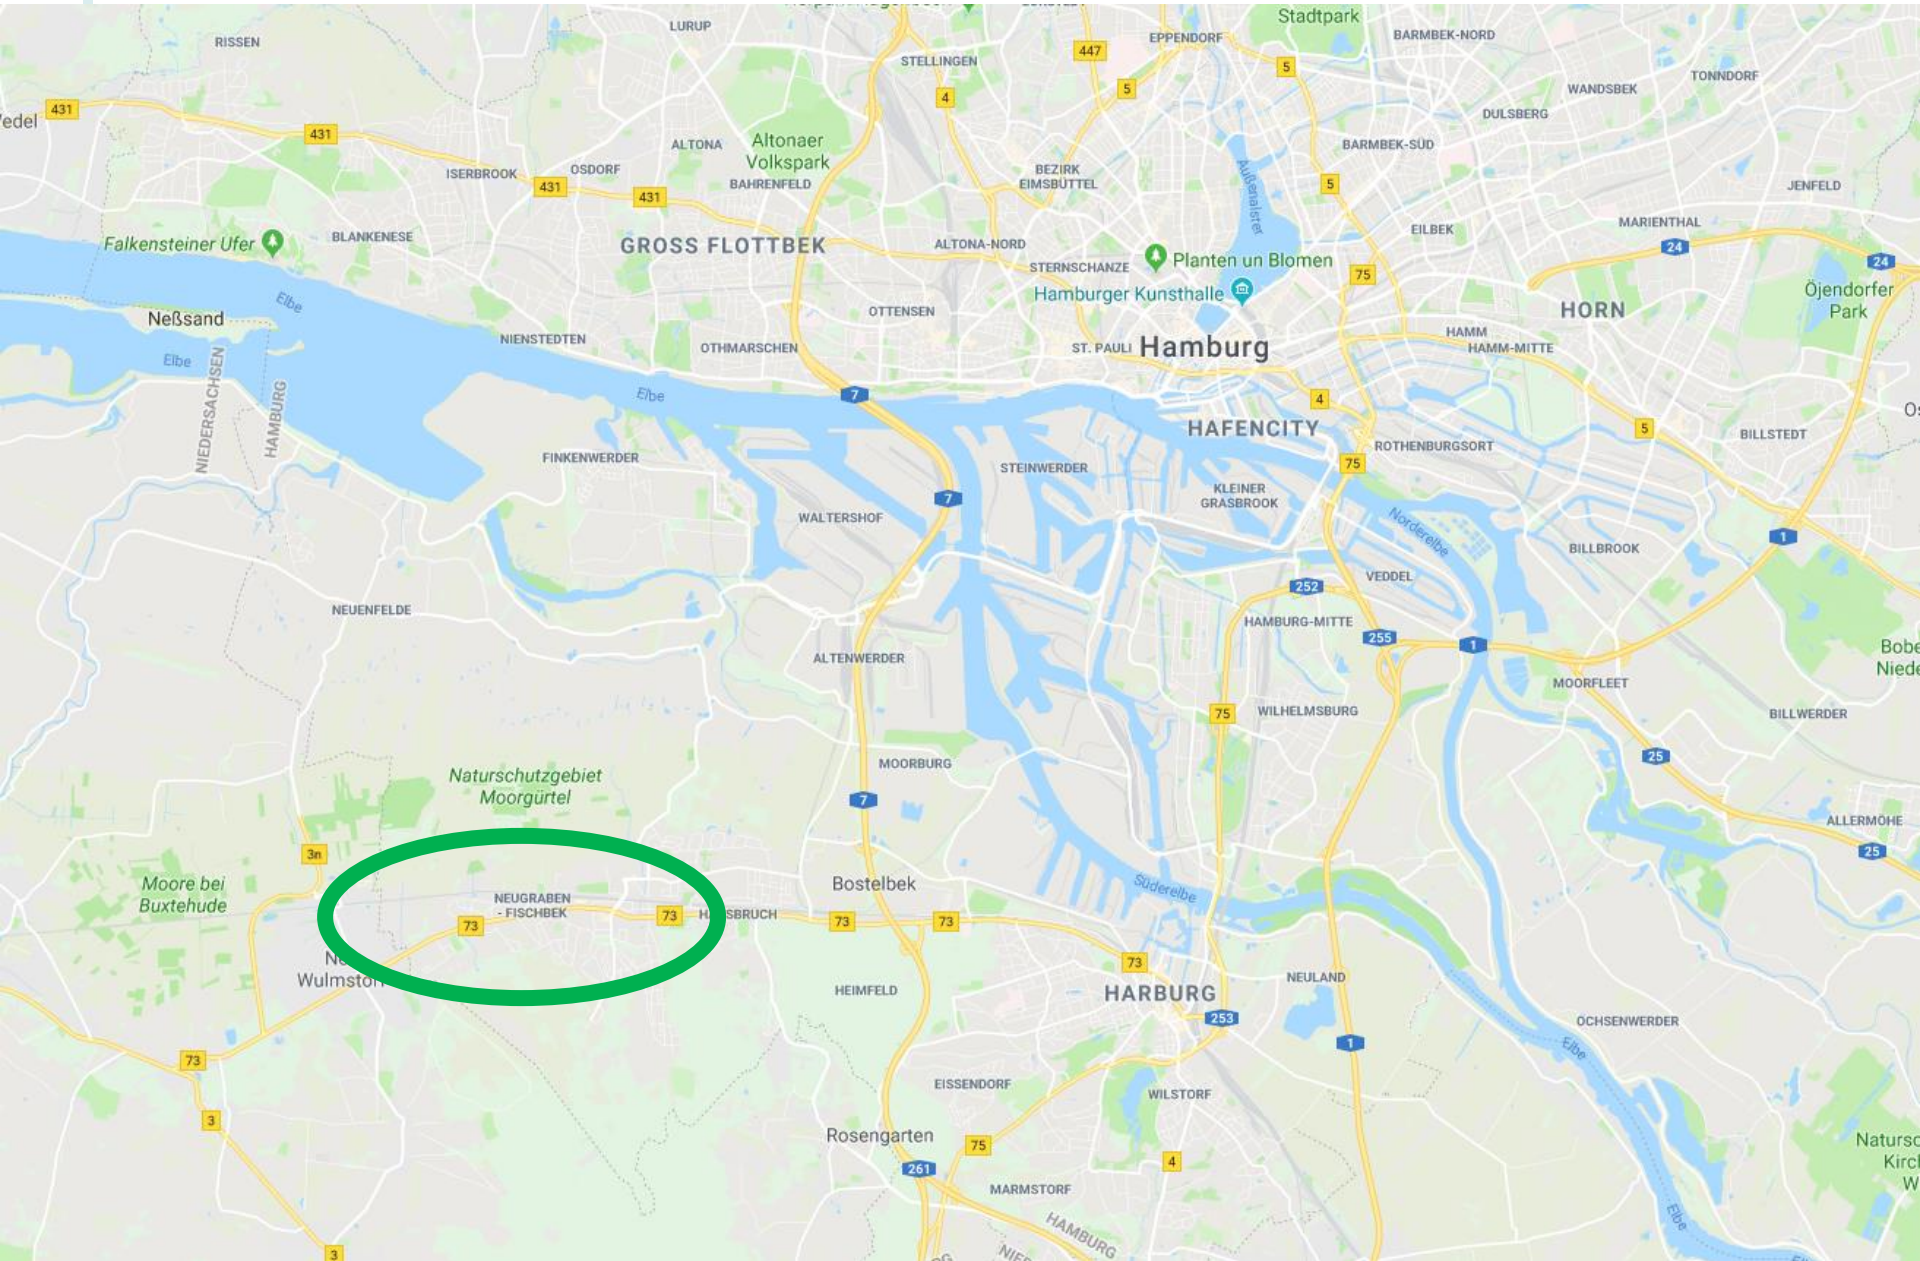 Stadtpark
LURUP
RISSEN
EPPENDORF
BARMBEK-NORD
447
STELLINGEN
5
TONNDORF
WANDSBEK
5
4
431
DULSBERG
431
ALTONA
Altonaer
Volkspark
BARMBEK-SÜD
ISERBROOK
OSDORF
BEZIRK
EIMSBÜTTEL
BAHRENFELD
431
431
5
JENFELD
Außenalster
MARIENTHAL
EILBEK
Falkensteiner Ufer
BLANKENESE
GROSS FLOTTBEK
ALTONA-NORD
24
24
STERNSCHANZE
Planten un Blomen
75
Hamburger Kunsthalle
Öjendorfer
Park
Elbe
HORN
Neßsand
OTTENSEN
NIENSTEDTEN
HAMM
HAMM-MITTE
OTHMARSCHEN
ST. PAULI
Hamburg
Elbe
NIEDERSACHSEN
HAMBURG
Elbe
7
4
HAFENCITY
5
BILLSTEDT
ROTHENBURGSORT
FINKENWERDER
STEINWERDER
75
7
KLEINER
GRASBROOK
WALTERSHOF
Norderelbe
1
BILLBROOK
VEDDEL
252
NEUENFELDE
HAMBURG-MITTE
255
1
ALTENWERDER
MOORFLEET
75
WILHELMSBURG
BILLWERDER
25
MOORBURG
Naturschutzgebiet
Moorgürtel
7
ALLERMÖHE
25
3n
Moore bei
Buxtehude
Bostelbek
Süderelbe
NEUGRABEN
- FISCHBEK
73
73
73
73
Wulmstorf
73
HEIMFELD
HARBURG
NEULAND
253
OCHSENWERDER
1
Elbe
73
EISSENDORF
WILSTORF
3
Rosengarten
75
4
261
MARMSTORF
HAMBURG
Elbe
3